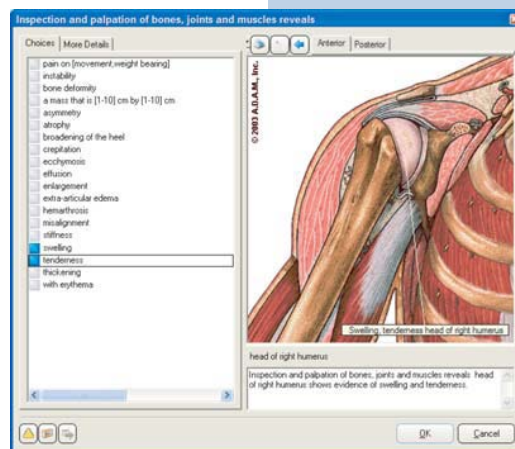 Inspection and palpation of bones, joints and muscles reveals
Choices
More Details
pain on [movement;weight bearing]
instability
bone deformity
a mass that is [1-10] cm by [1-10] cm
asymmetry
atrophy
broadening of the heel
crepitation
ecchymosis
effusion
enlargement
extra-articular edema
hemarthrosis
misalignment
stiffness
swelling
tenderness
thickening
with erythema
Anterior
Posterior
© 2003 A.D.A.M., Inc.
Swelling, tenderness head of right humerus
head of right humerus
Inspection and palpation of bones, joints and muscles reveals head
of right humerus shows evidence of swelling and tenderness.
OK
Cancel